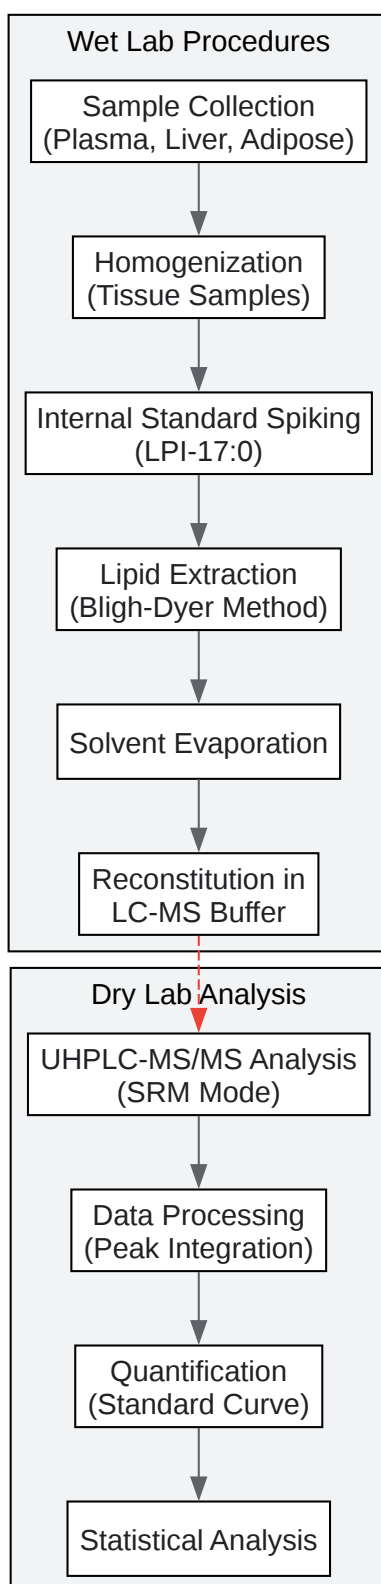 Wet Lab Procedures
Sample Collection
(Plasma, Liver, Adipose)
Homogenization
(Tissue Samples)
Internal Standard Spiking
(LPI-17:0)
Lipid Extraction
(Bligh-Dyer Method)
Solvent Evaporation
Reconstitution in
LC-MS Buffer
Dry Lab Analysis
UHPLC-MS/MS Analysis
(SRM Mode)
Data Processing
(Peak Integration)
Quantification
(Standard Curve)
Statistical Analysis